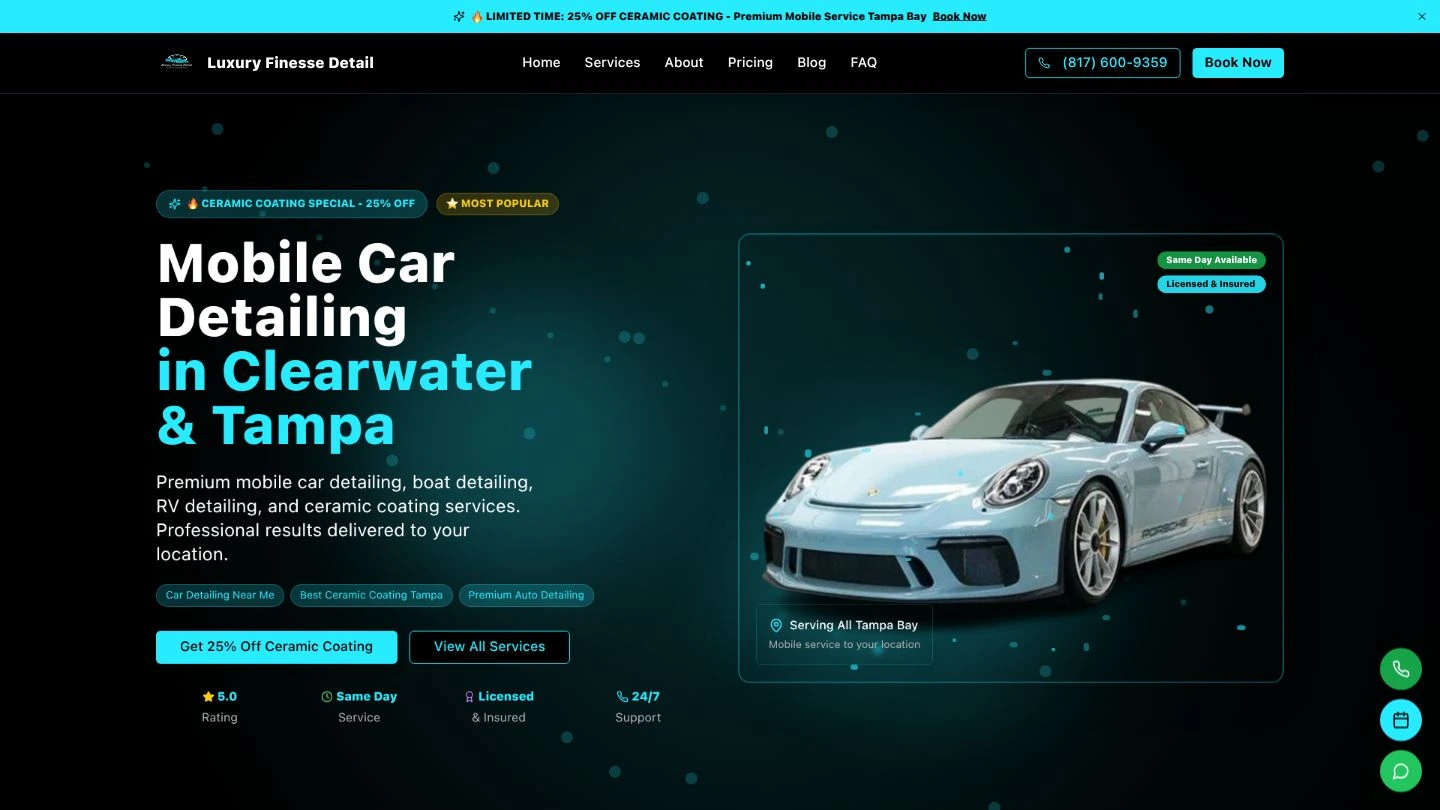 🔥 LIMITED TIME: 25% OFF CERAMIC COATING - Premium Mobile Service Tampa Bay Book Now
Luxury Finesse Detail
Home Services About Pricing Blog FAQ
(817) 600-9359
Book Now
🔥 CERAMIC COATING SPECIAL - 25% OFF
⭐ MOST POPULAR
Mobile Car
Detailing
in Clearwater
& Tampa
Premium mobile car detailing, boat detailing,
RV detailing, and ceramic coating services.
Professional results delivered to your
location.
Car Detailing Near Me
Best Ceramic Coating Tampa
Premium Auto Detailing
Get 25% Off Ceramic Coating
View All Services
5.0
Rating
Same Day
Service
Licensed
& Insured
24/7
Support
Same Day Available
Licensed & Insured
PORSCHE
Serving All Tampa Bay
Mobile service to your location